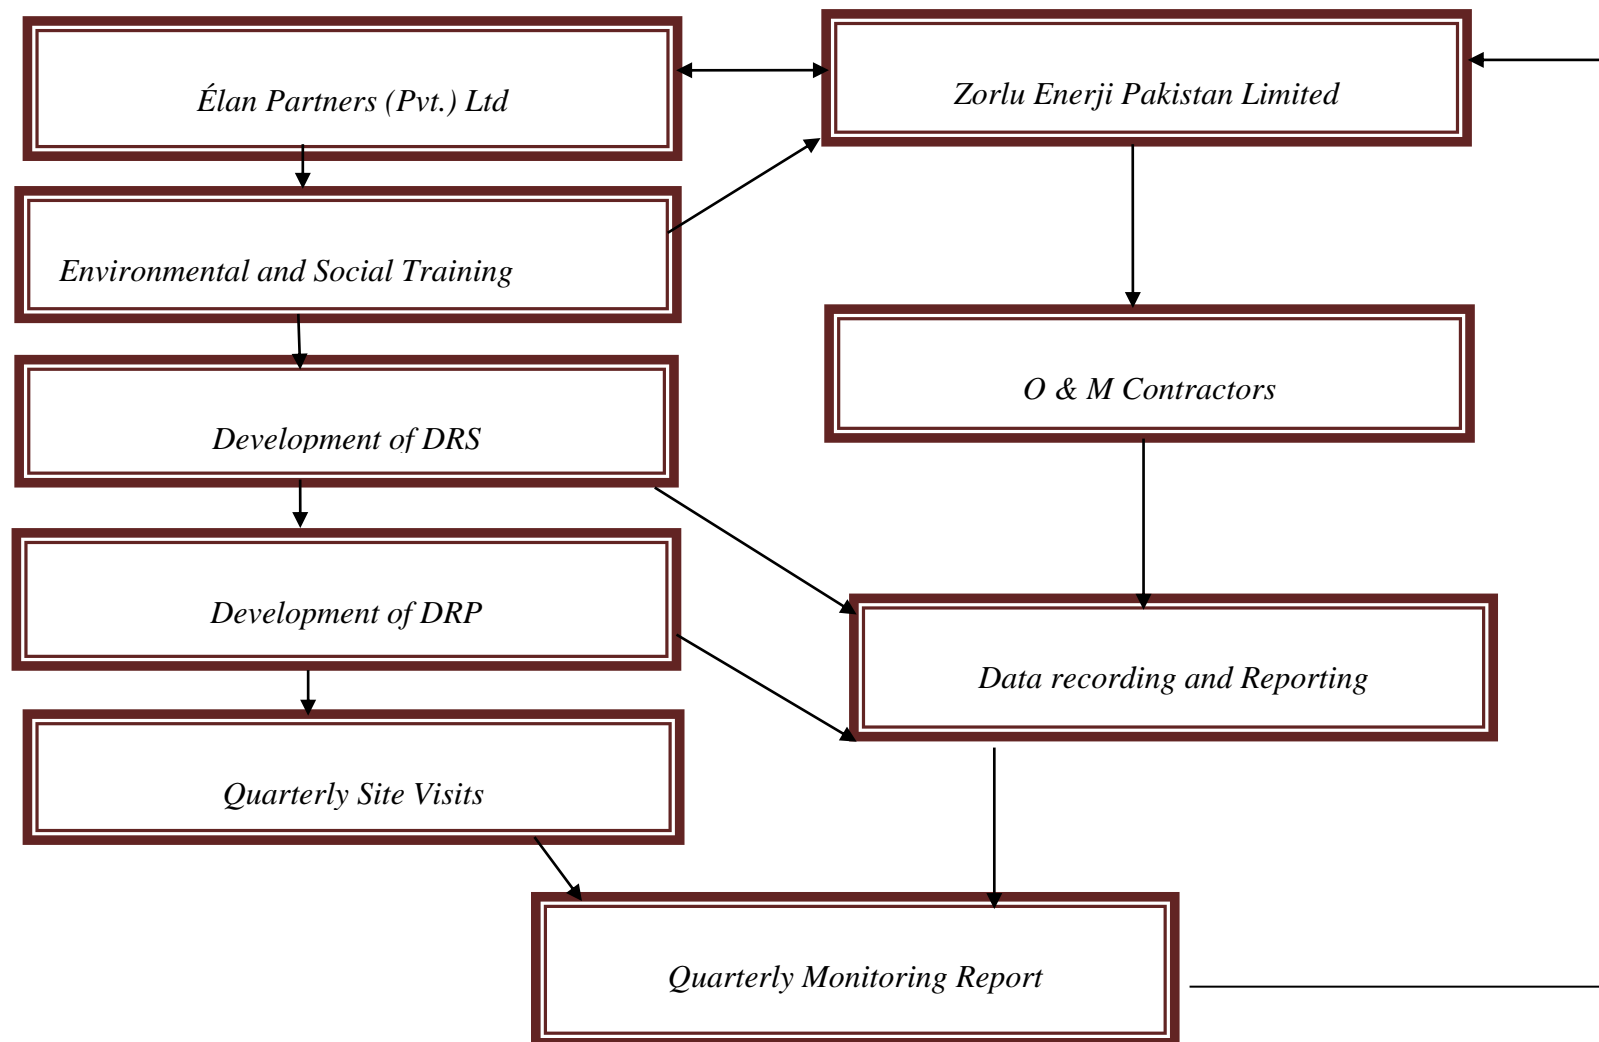 Élan Partners (Pvt.) Ltd
Zorlu Enerji Pakistan Limited
Environmental and Social Training
O & M Contractors
Development of DRS
Development of DRP
Data recording and Reporting
Quarterly Site Visits
Quarterly Monitoring Report